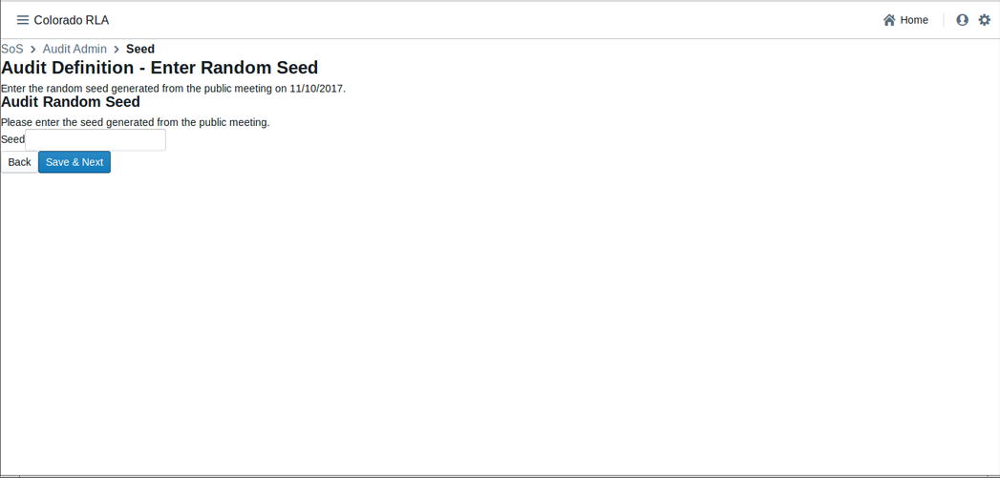 Colorado RLA Home
SoS > Audit Admin > Seed
Audit Definition - Enter Random Seed
Enter the random seed generated from the public meeting on 11/10/2017.
Audit Random Seed
Please enter the seed generated from the public meeting.
Seed
Back Save & Next